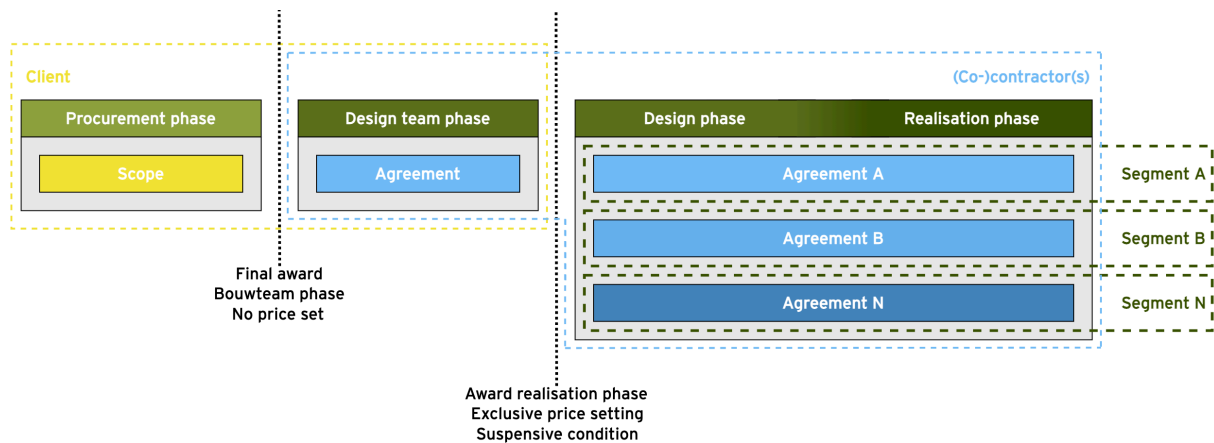 Client
(Co-)contractor(s)
Procurement phase
Design team phase
Design phase
Realisation phase
Scope
Agreement
Agreement A
Segment A
Agreement B
Segment B
Agreement N
Segment N
Final award
Bouwteam phase
No price set
Award realisation phase
Exclusive price setting
Suspensive condition